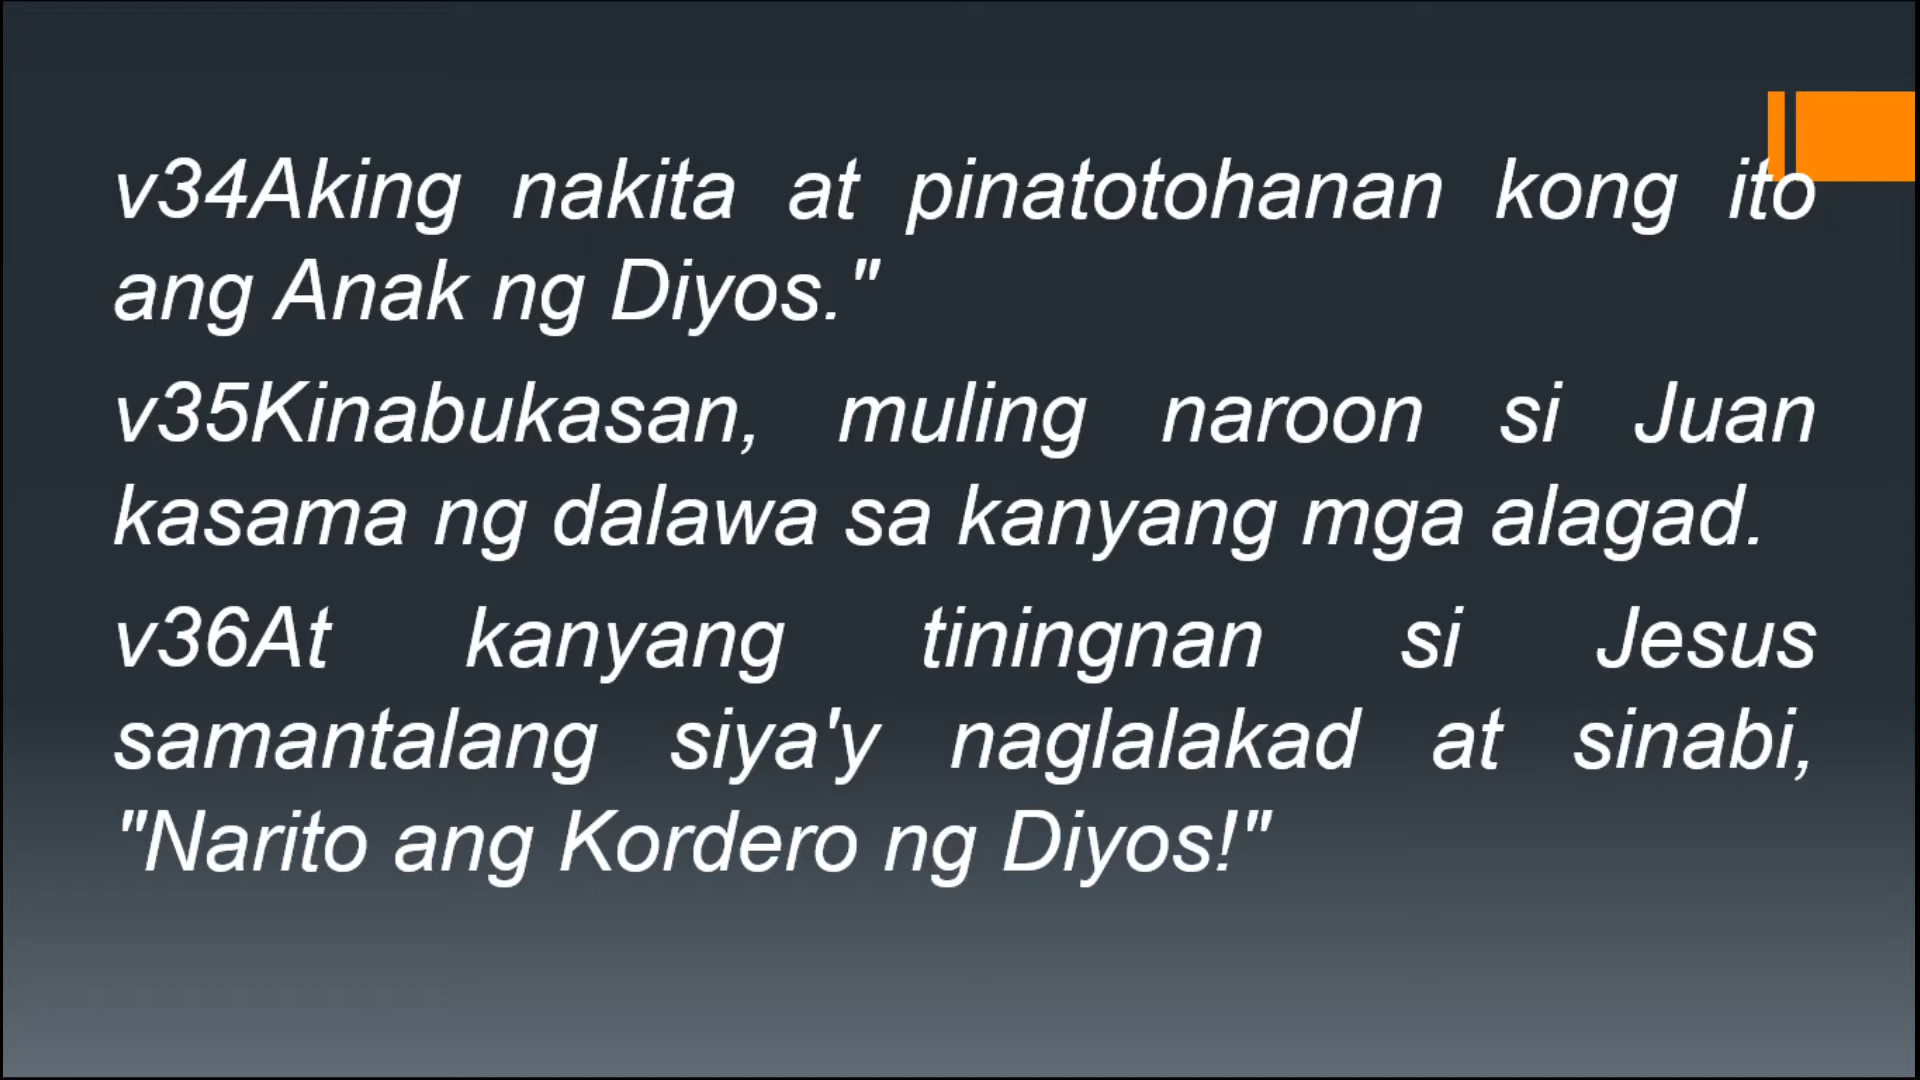 v34Aking nakita at pinatotohanan kong ito
ang Anak ng Diyos."
v35Kinabukasan, muling naroon si Juan
kasama ng dalawa sa kanyang mga alagad.
v36At kanyang tiningnan si Jesus
samantalang siya'y naglalakad at sinabi,
"Narito ang Kordero ng Diyos!"